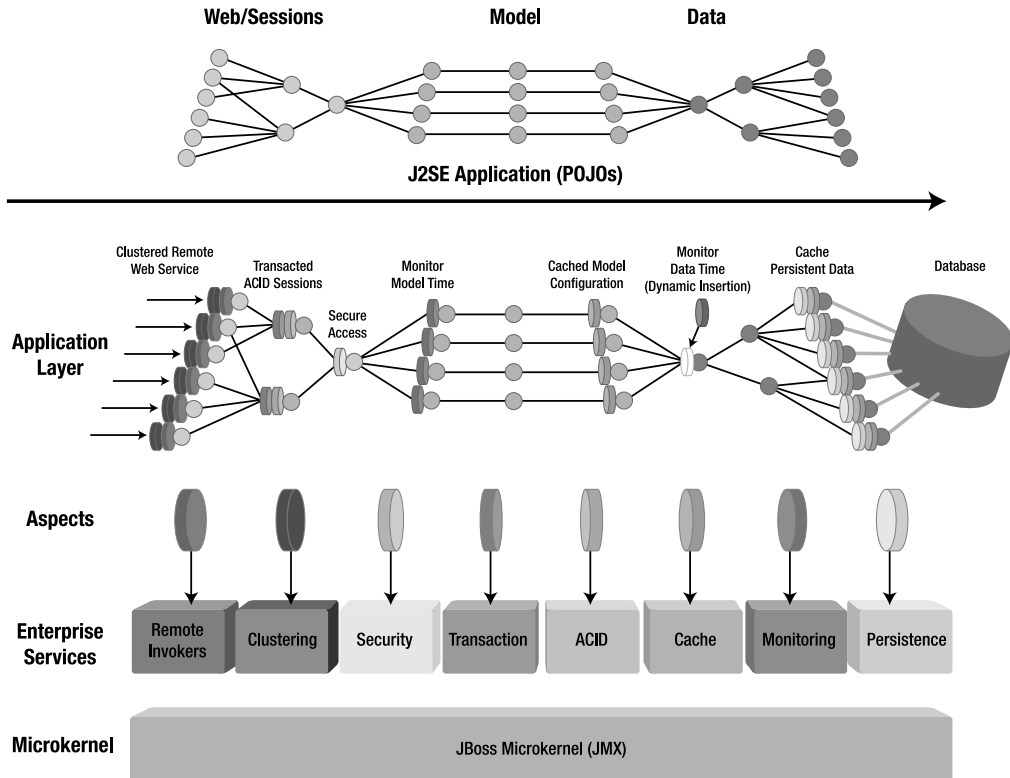 Web/Sessions
Model
Data
J2SE Application (POJOs)
Clustered Remote
Web Service
Transacted
ACID Sessions
Secure
Access
Monitor
Model Time
Cached Model
Configuration
Monitor
Data Time
(Dynamic Insertion)
Cache
Persistent Data
Database
Application
Layer
Aspects
Enterprise
Services
Remote
Invokers
Clustering
Security
Transaction
ACID
Cache
Monitoring
Persistence
Microkernel
JBoss Microkernel (JMX)